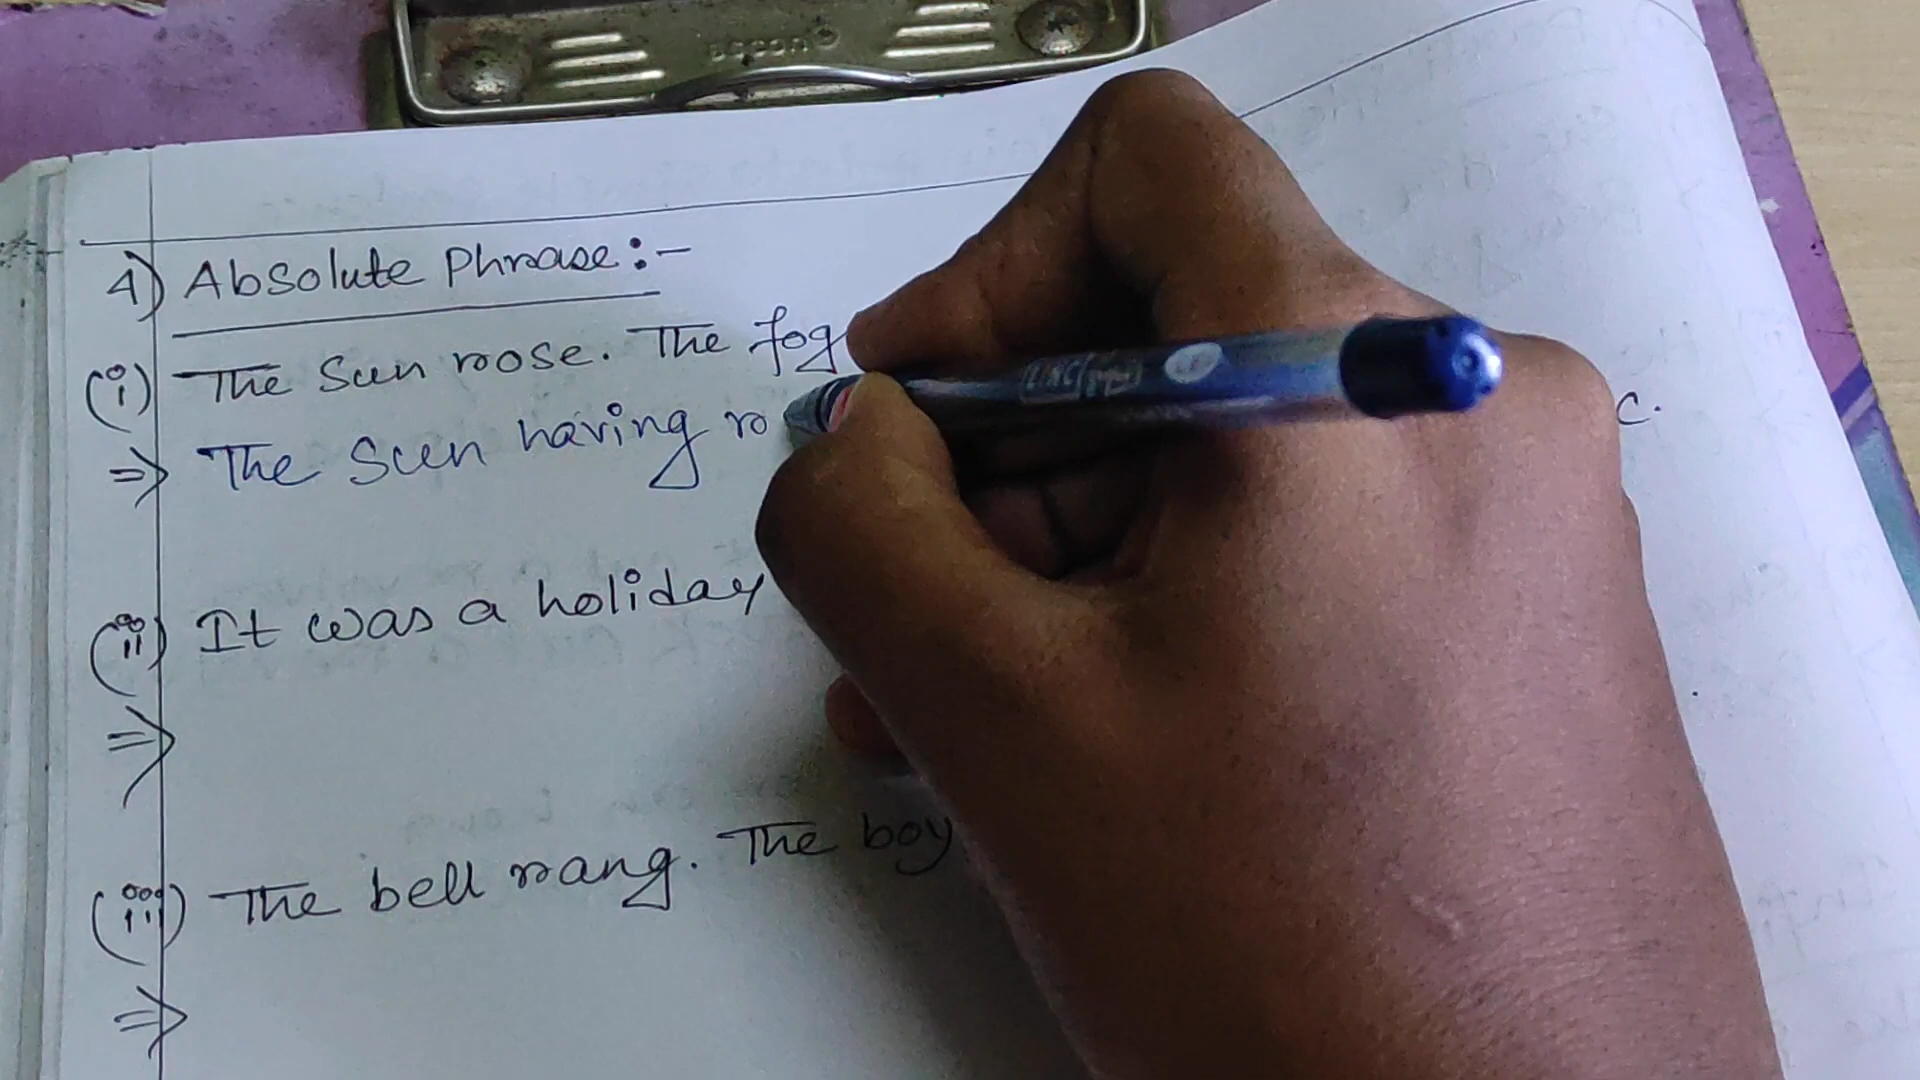 4) Absolute Phrase:-
(i) The Sun rose. The fog
C.
⇒ The Sun having ro
(ii) It was a holiday
⇒
(iii) The bell rang. The boy
⇒